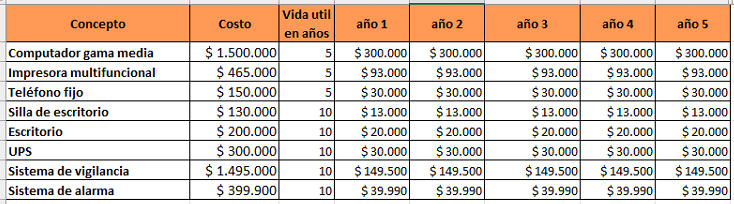 Concepto Costo Vida util en años año 1 año 2 año 3 año 4 año 5
Computador gama media $ 1.500.000 5 $ 300.000 $ 300.000 $ 300.000 $ 300.000 $ 300.000
Impresora multifuncional $ 465.000 5 $ 93.000 $ 93.000 $ 93.000 $ 93.000 $ 93.000
Teléfono fijo $ 150.000 5 $ 30.000 $ 30.000 $ 30.000 $ 30.000 $ 30.000
Silla de escritorio $ 130.000 10 $ 13.000 $ 13.000 $ 13.000 $ 13.000 $ 13.000
Escritorio $ 200.000 10 $ 20.000 $ 20.000 $ 20.000 $ 20.000 $ 20.000
UPS $ 300.000 10 $ 30.000 $ 30.000 $ 30.000 $ 30.000 $ 30.000
Sistema de vigilancia $ 1.495.000 10 $ 149.500 $ 149.500 $ 149.500 $ 149.500 $ 149.500
Sistema de alarma $ 399.900 10 $ 39.990 $ 39.990 $ 39.990 $ 39.990 $ 39.990